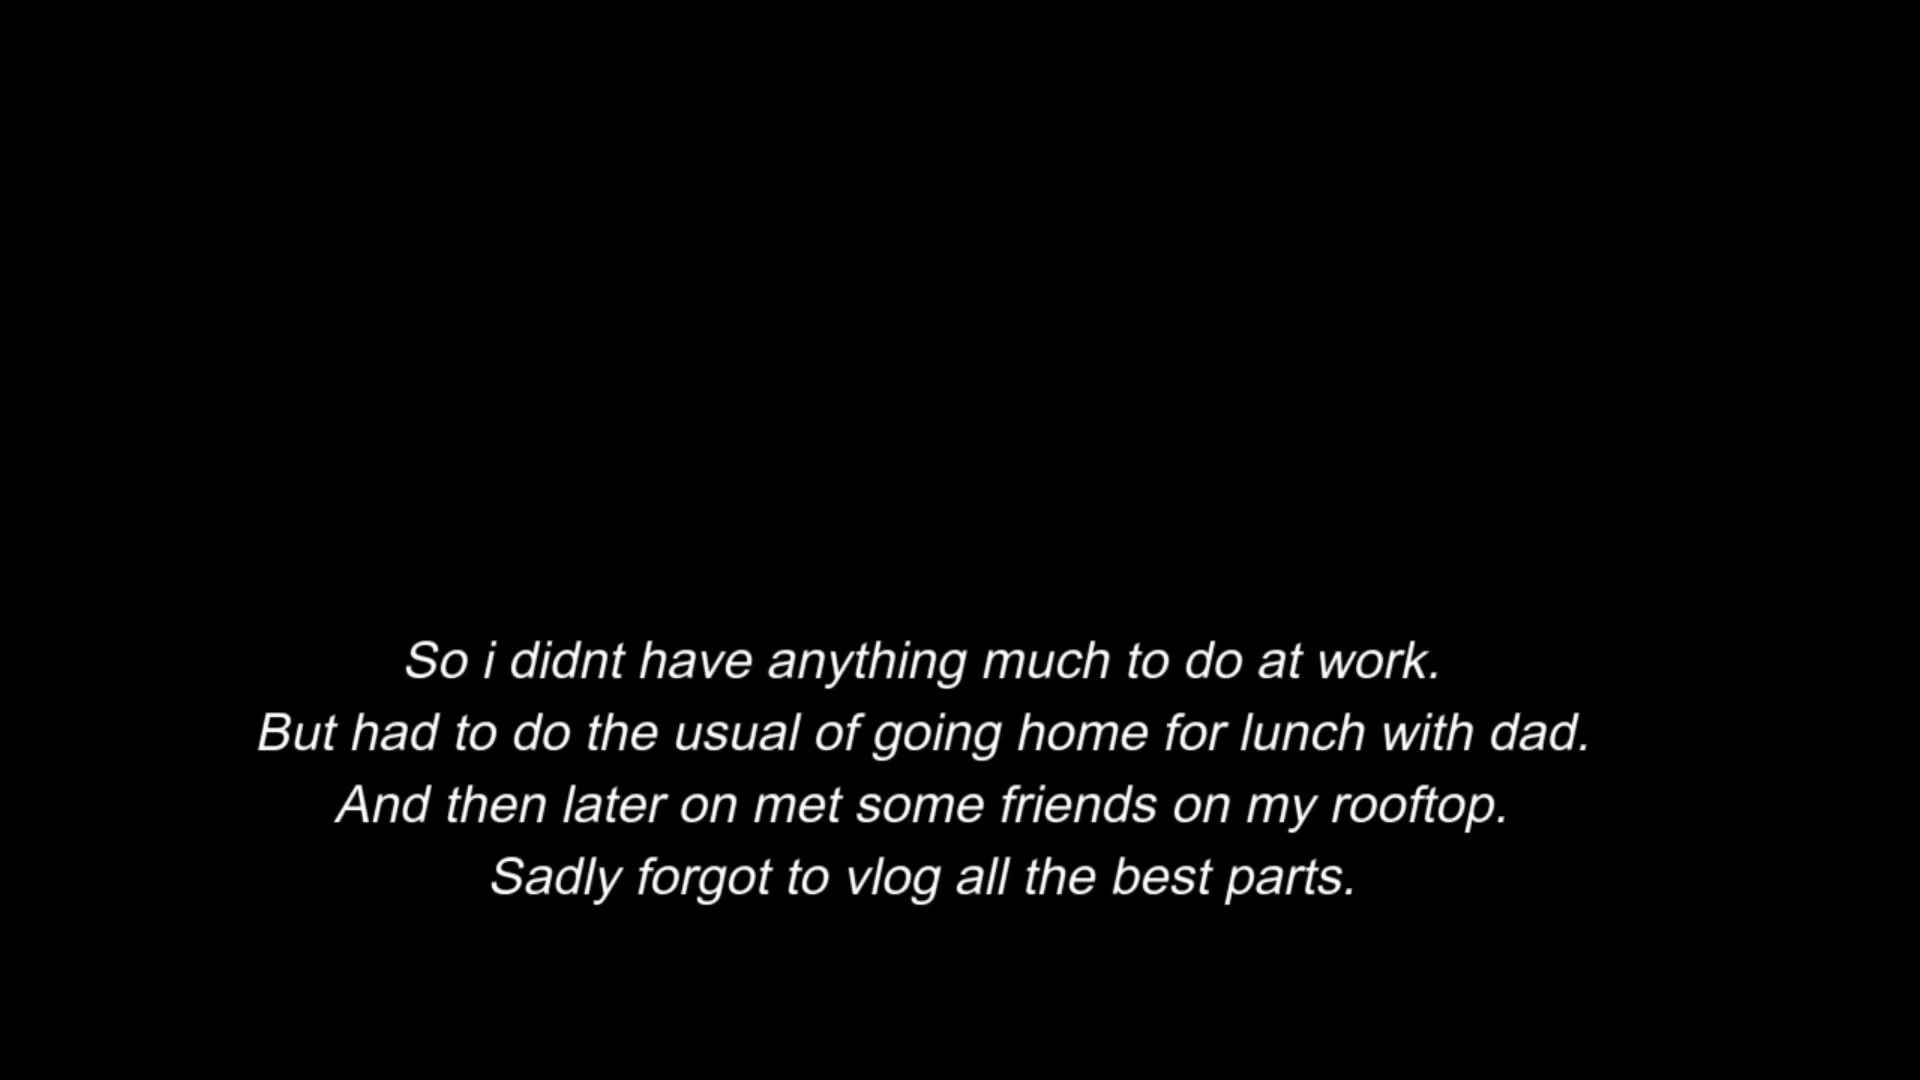 So i didnt have anything much to do at work.
But had to do the usual of going home for lunch with dad.
And then later on met some friends on my rooftop.
Sadly forgot to vlog all the best parts.